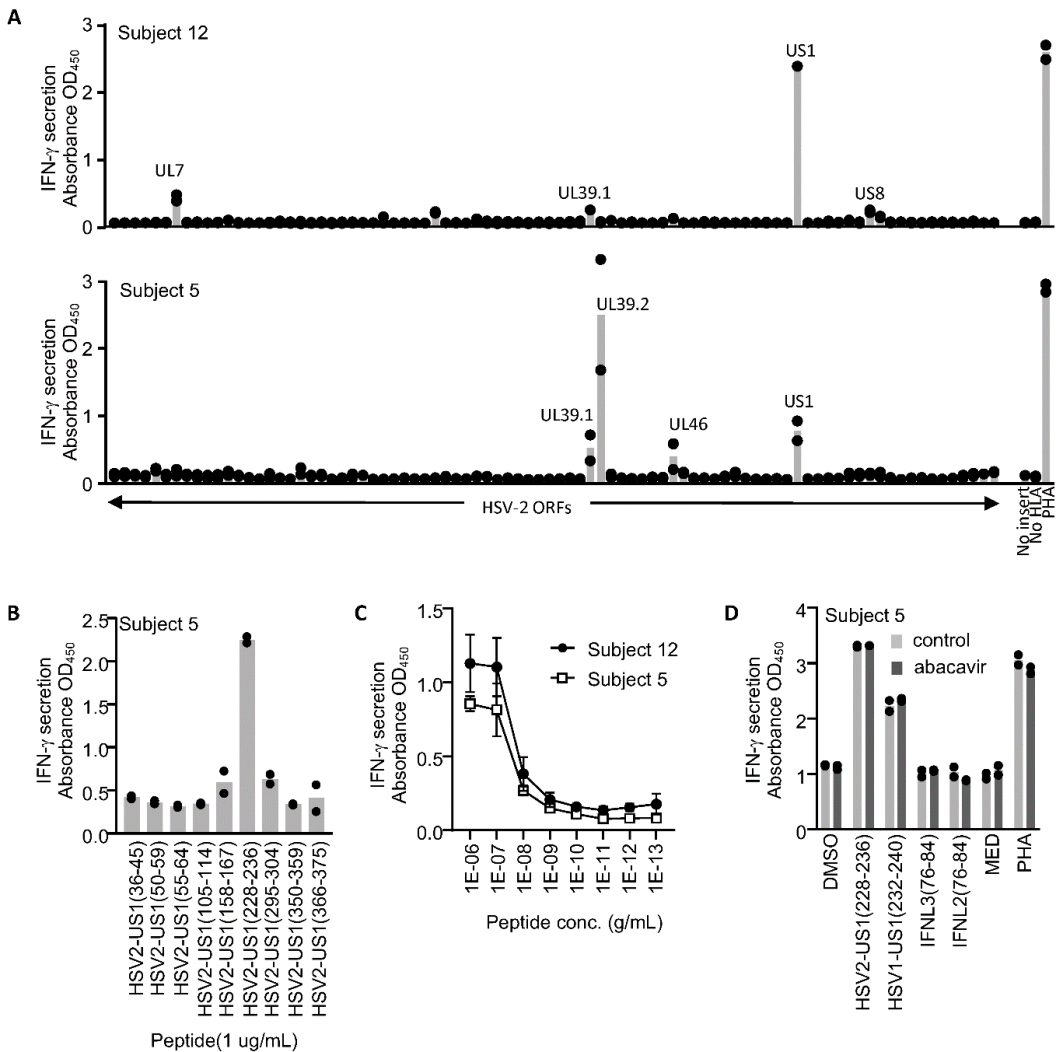 A
Subject 12
IFN-γ secretion
Absorbance OD450
3
2
1
0
UL7
UL39.1
US1
US8
Subject 5
IFN-γ secretion
Absorbance OD450
3
2
1
0
UL39.1
UL39.2
UL46
US1
HSV-2 ORFs
No insert
No HLA
PHA
B
Subject 5
IFN-γ secretion
Absorbance OD450
2.5
2.0
1.5
1.0
0.5
0.0
HSV2-US1(36-45)
HSV2-US1(50-59)
HSV2-US1(55-64)
HSV2-US1(105-114)
HSV2-US1(158-167)
HSV2-US1(228-236)
HSV2-US1(295-304)
HSV2-US1(350-359)
HSV2-US1(366-375)
Peptide(1 ug/mL)
C
IFN-γ secretion
Absorbance OD450
1.5
1.0
0.5
0.0
Subject 12
Subject 5
1E-06
1E-07
1E-08
1E-09
1E-10
1E-11
1E-12
1E-13
Peptide conc. (g/mL)
D
Subject 5
control
abacavir
IFN-γ secretion
Absorbance OD450
4
3
2
1
0
DMSO
HSV2-US1(228-236)
HSV1-US1(232-240)
IFNL3(76-84)
IFNL2(76-84)
MED
PHA